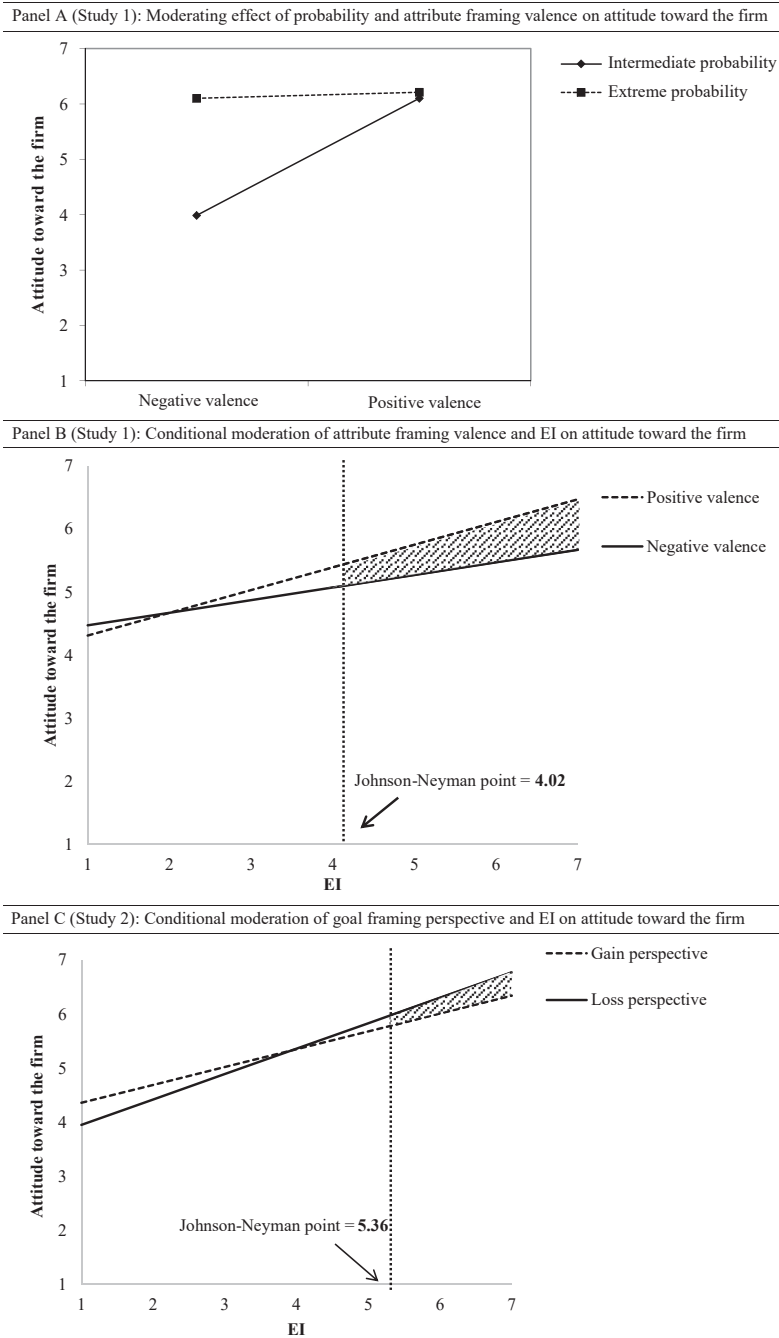 Panel A (Study 1): Moderating effect of probability and attribute framing valence on attitude toward the firm
7
6
5
4
3
2
1
Attitude toward the firm
Negative valence
Positive valence
Intermediate probability
Extreme probability
Panel B (Study 1): Conditional moderation of attribute framing valence and EI on attitude toward the firm
7
6
5
4
3
2
1
Attitude toward the firm
Positive valence
Negative valence
Johnson-Neyman point = 4.02
1 2 3 4 5 6 7
EI
Panel C (Study 2): Conditional moderation of goal framing perspective and EI on attitude toward the firm
7
6
5
4
3
2
1
Attitude toward the firm
Gain perspective
Loss perspective
Johnson-Neyman point = 5.36
1 2 3 4 5 6 7
EI